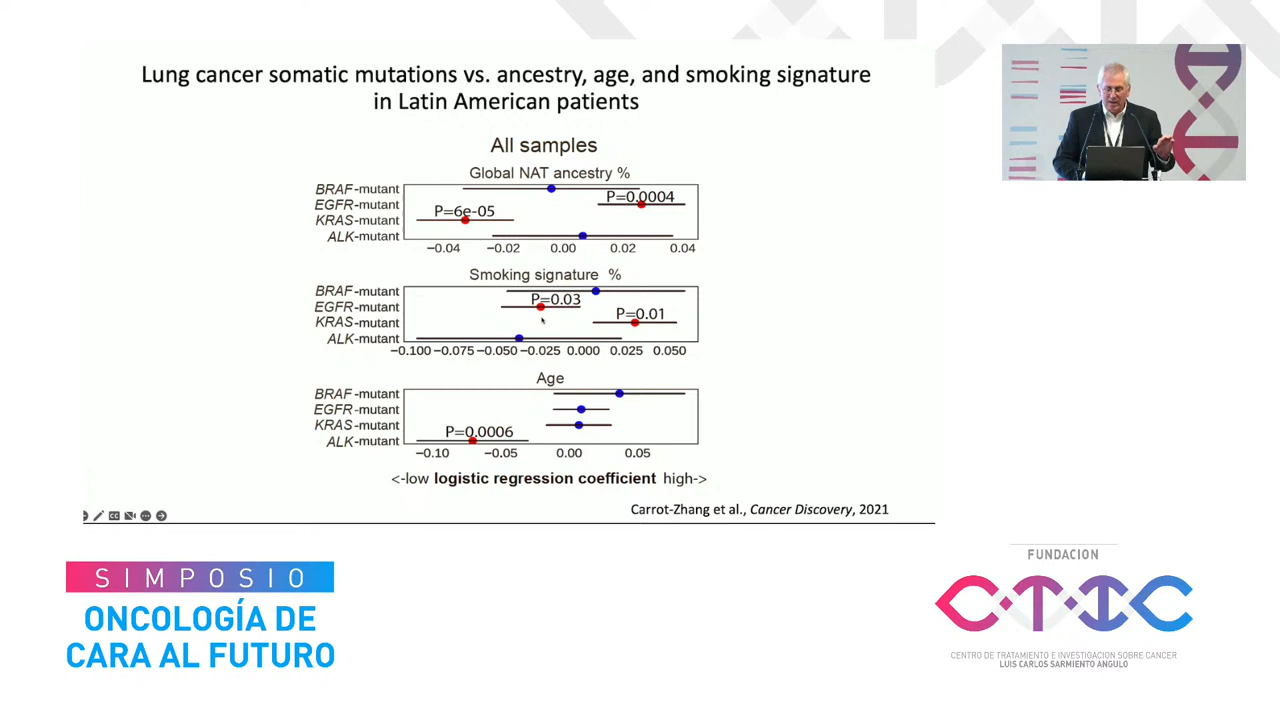 Lung cancer somatic mutations vs. ancestry, age, and smoking signature
in Latin American patients
All samples
Global NAT ancestry %
BRAF-mutant
EGFR-mutant
KRAS-mutant
ALK-mutant
P=0.0004
P=6e-05
−0.04 −0.02 0.00 0.02 0.04
Smoking signature %
BRAF-mutant
EGFR-mutant
KRAS-mutant
ALK-mutant
P=0.03
P=0.01
−0.100 −0.075 −0.050 −0.025 0.000 0.025 0.050
Age
BRAF-mutant
EGFR-mutant
KRAS-mutant
ALK-mutant
P=0.0006
−0.10 −0.05 0.00 0.05
<-low logistic regression coefficient high->
Carrot-Zhang et al., Cancer Discovery, 2021
SIMPOSIO
ONCOLOGÍA DE
CARA AL FUTURO
FUNDACION
CTIC
CENTRO DE TRATAMIENTO E INVESTIGACION SOBRE CANCER
LUIS CARLOS SARMIENTO ANGULO